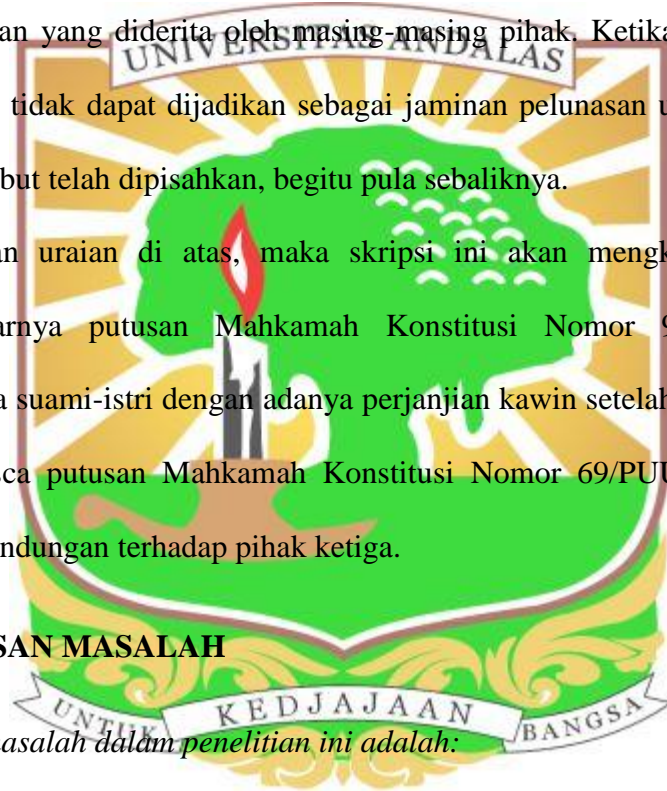 an yang diderita oleh masing-masing pihak. Ketika
UNIVERSITAS ANDALAS
tidak dapat dijadikan sebagai jaminan pelunasan u
but telah dipisahkan, begitu pula sebaliknya.
an uraian di atas, maka skripsi ini akan mengk
arnya putusan Mahkamah Konstitusi Nomor 9
a suami-istri dengan adanya perjanjian kawin setelah
sca putusan Mahkamah Konstitusi Nomor 69/PUU
ndungan terhadap pihak ketiga.
SAN MASALAH
UNTUK KEDJAJAAN BANGSA
nasalah dalam penelitian ini adalah: